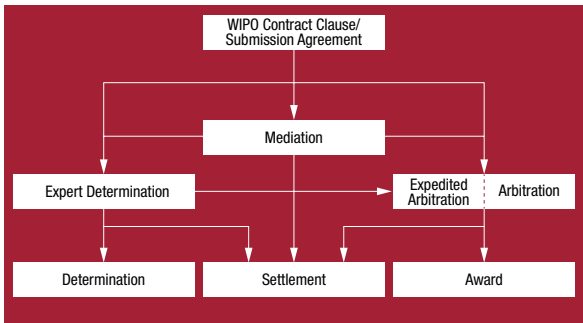 WIPO Contract Clause/
Submission Agreement
Mediation
Expert Determination
Expedited
Arbitration
Arbitration
Determination
Settlement
Award